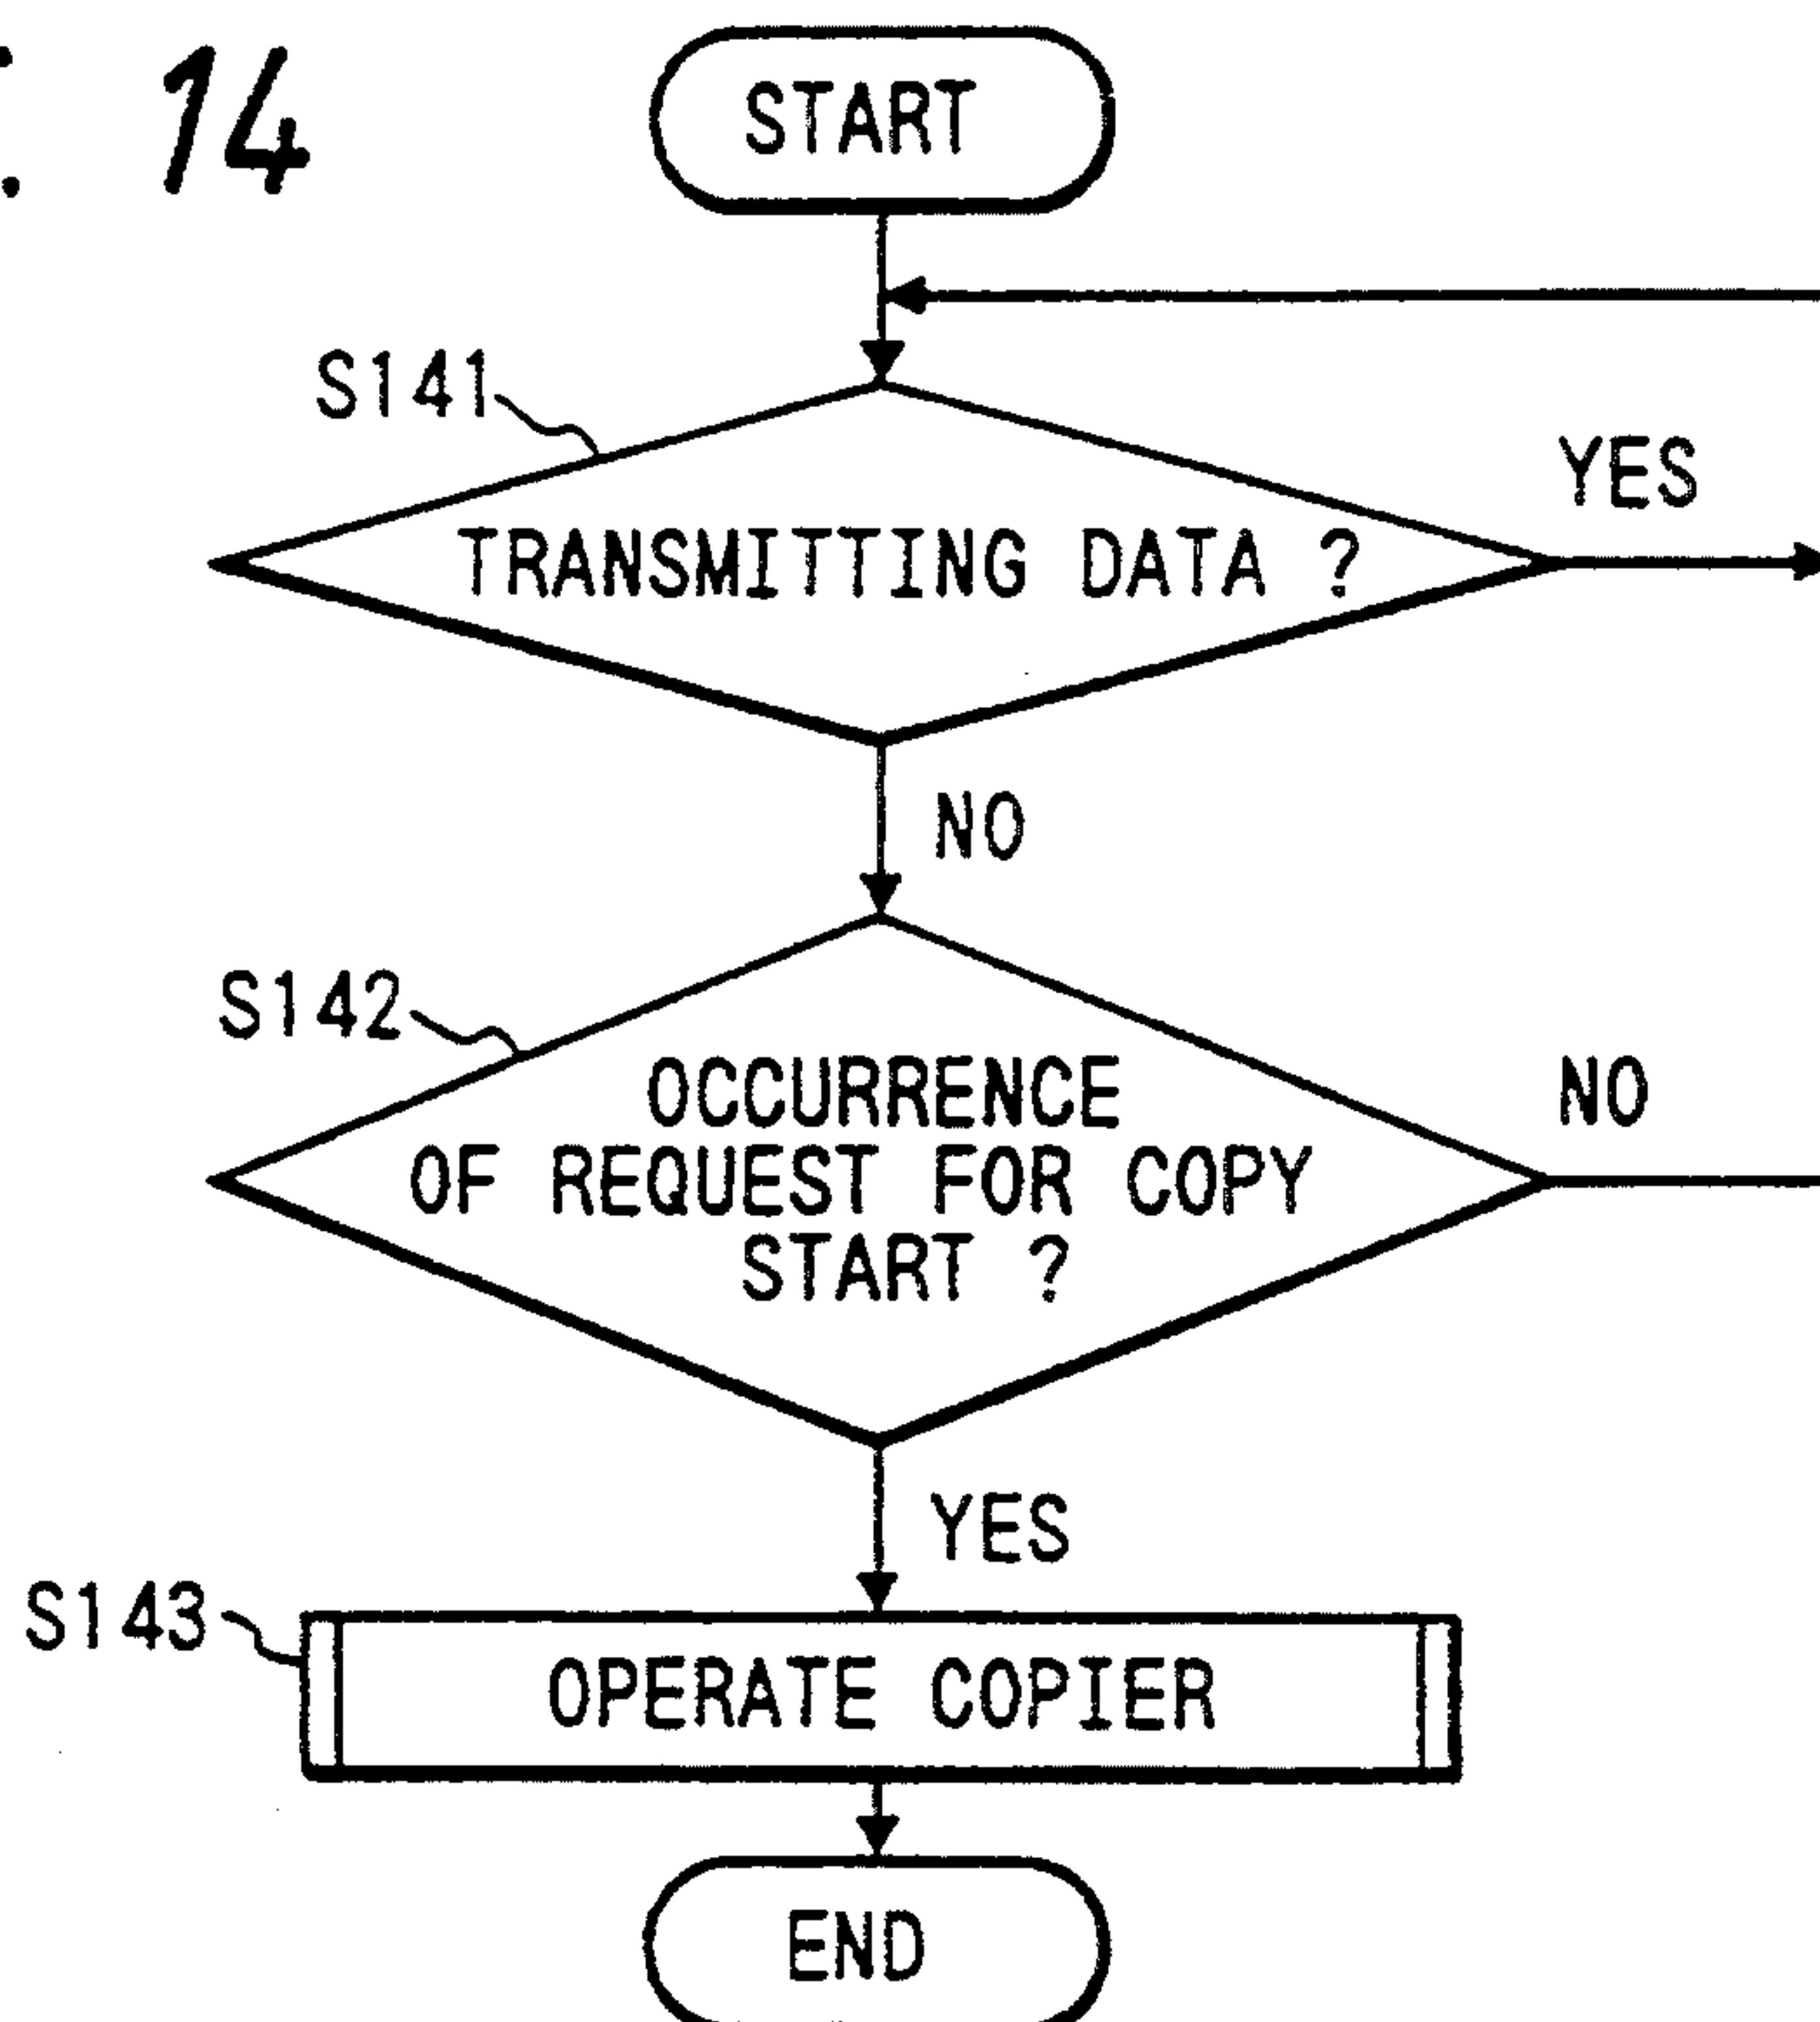 14
START
S141
YES
TRANSMITTING DATA ?
NO
S142
OCCURRENCE
OF REQUEST FOR COPY
START ?
NO
YES
S143
OPERATE COPIER
END